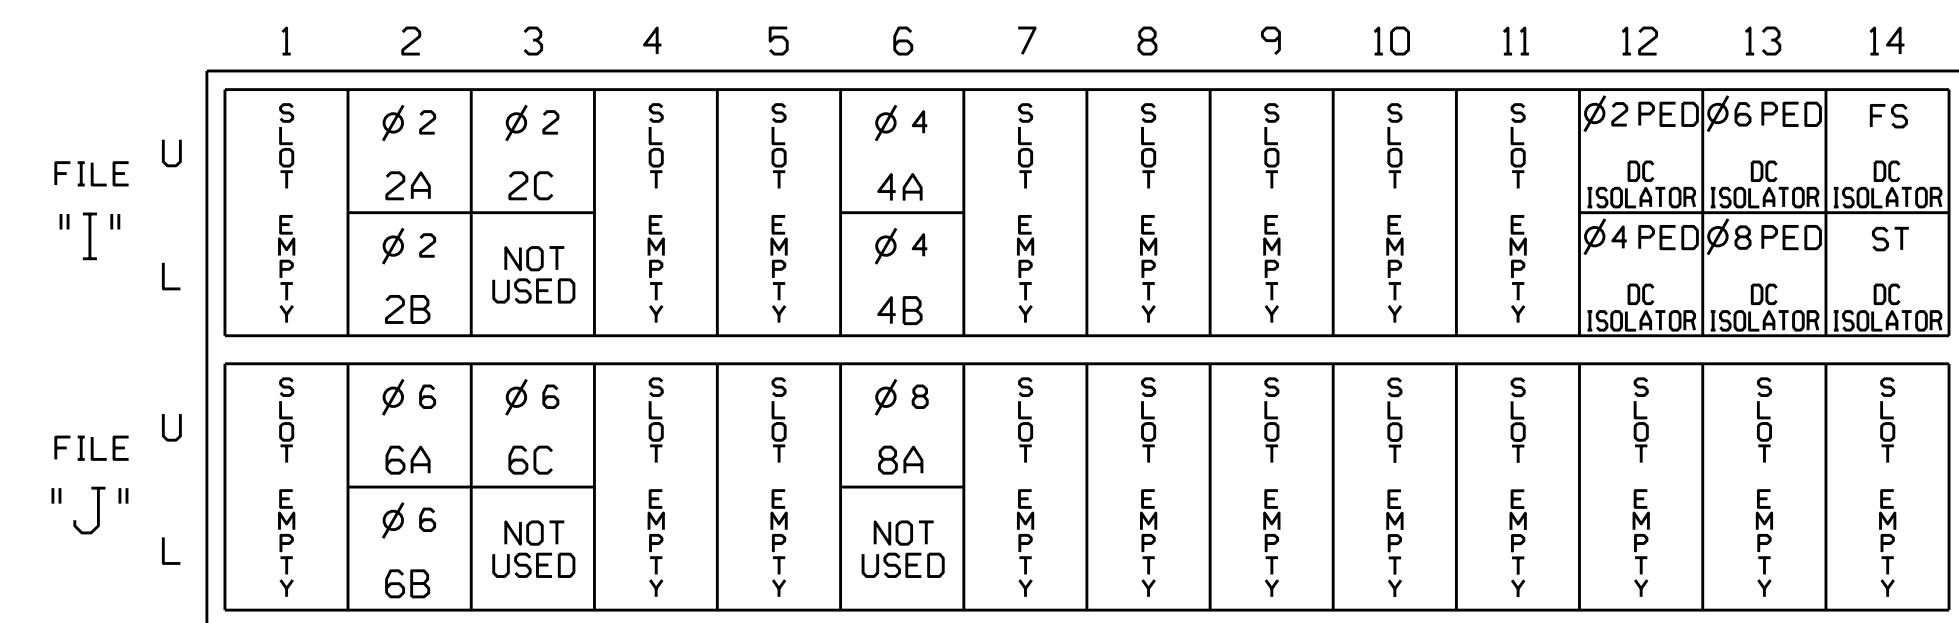 1 2 3 4 5 6 7 8 9 10 11 12 13 14
FILE "I"
U
SLOT EMPTY
Ø 2 2A
Ø 2 2C
SLOT EMPTY
SLOT EMPTY
Ø 4 4A
SLOT EMPTY
SLOT EMPTY
SLOT EMPTY
SLOT EMPTY
SLOT EMPTY
Ø2 PED
DC
ISOLATOR
Ø6 PED
DC
ISOLATOR
FS
DC
ISOLATOR
L
Ø 2 2B
NOT
USED
Ø 4 4B
Ø4 PED
DC
ISOLATOR
Ø8 PED
DC
ISOLATOR
ST
DC
ISOLATOR
FILE "J"
U
SLOT EMPTY
Ø 6 6A
Ø 6 6C
SLOT EMPTY
SLOT EMPTY
Ø 8 8A
SLOT EMPTY
SLOT EMPTY
SLOT EMPTY
SLOT EMPTY
SLOT EMPTY
SLOT EMPTY
SLOT EMPTY
SLOT EMPTY
L
Ø 6 6B
NOT
USED
NOT
USED